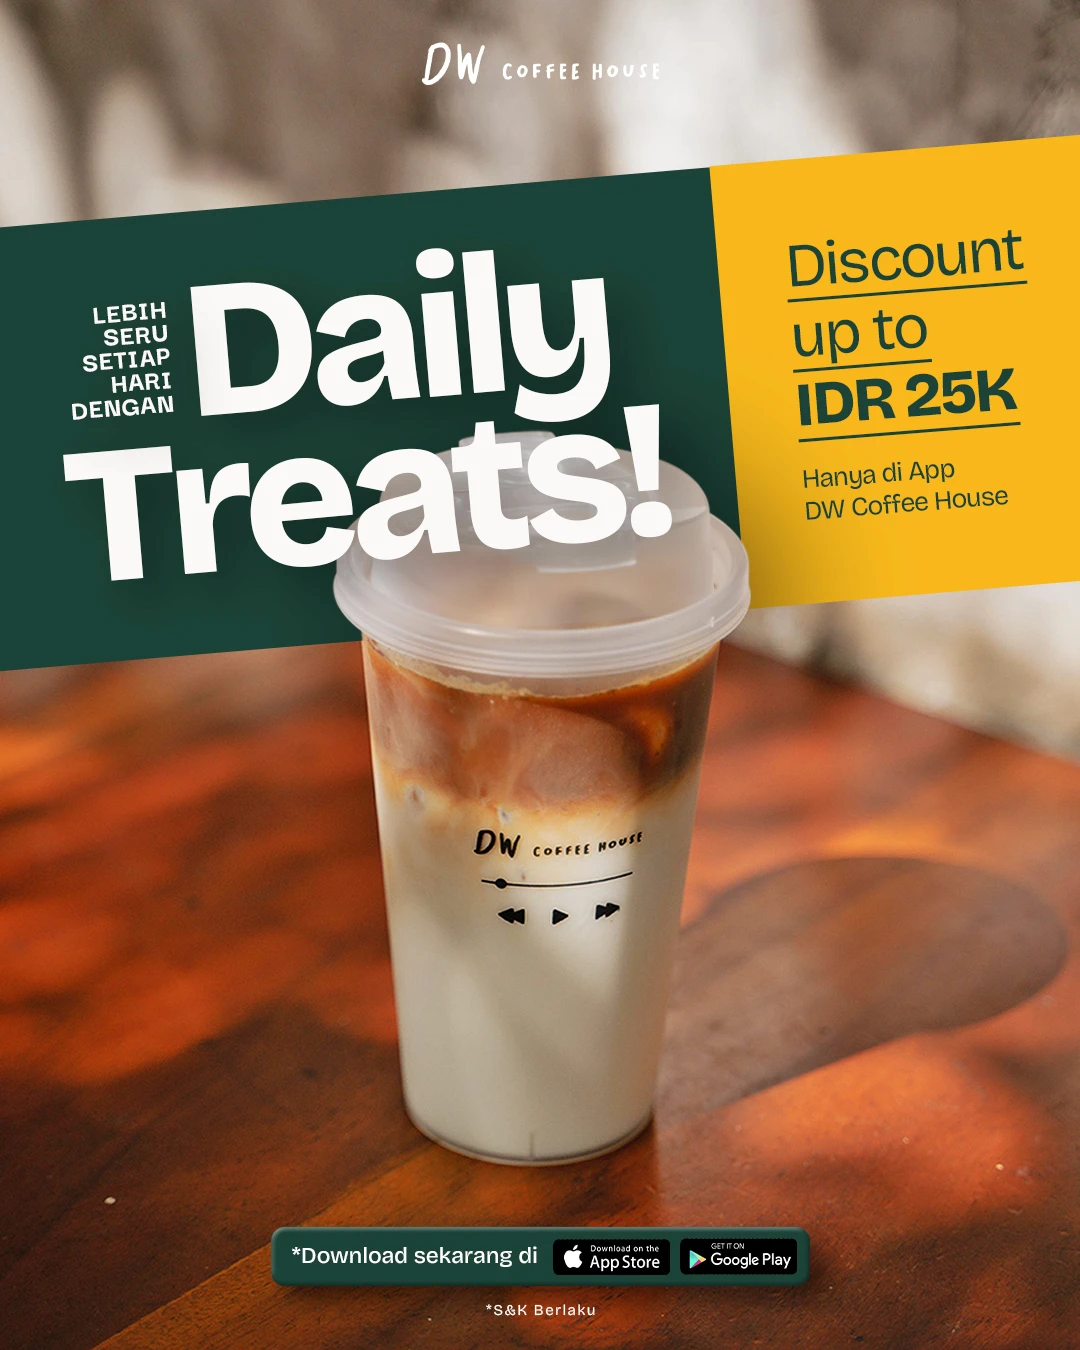 DW COFFEE HOUSE
LEBIH
SERU
SETIAP
HARI
DENGAN
Daily
Treats!
Discount
up to
IDR 25K
Hanya di App
DW Coffee House
DW COFFEE HOUSE
*Download sekarang di
Download on the
App Store
GET IT ON
Google Play
*S&K Berlaku